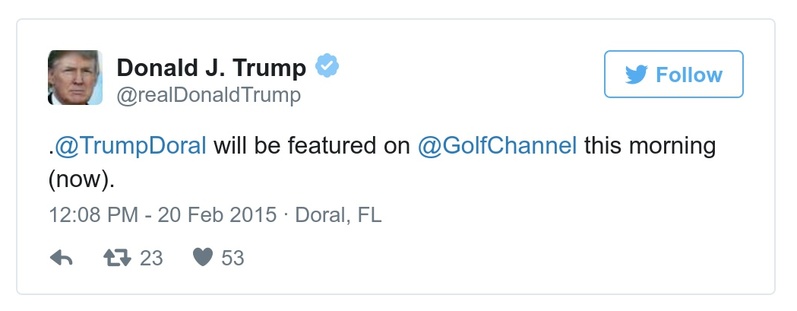 Donald J. Trump
@realDonaldTrump
Follow
.@TrumpDoral will be featured on @GolfChannel this morning
(now).
12:08 PM - 20 Feb 2015 · Doral, FL
23 53